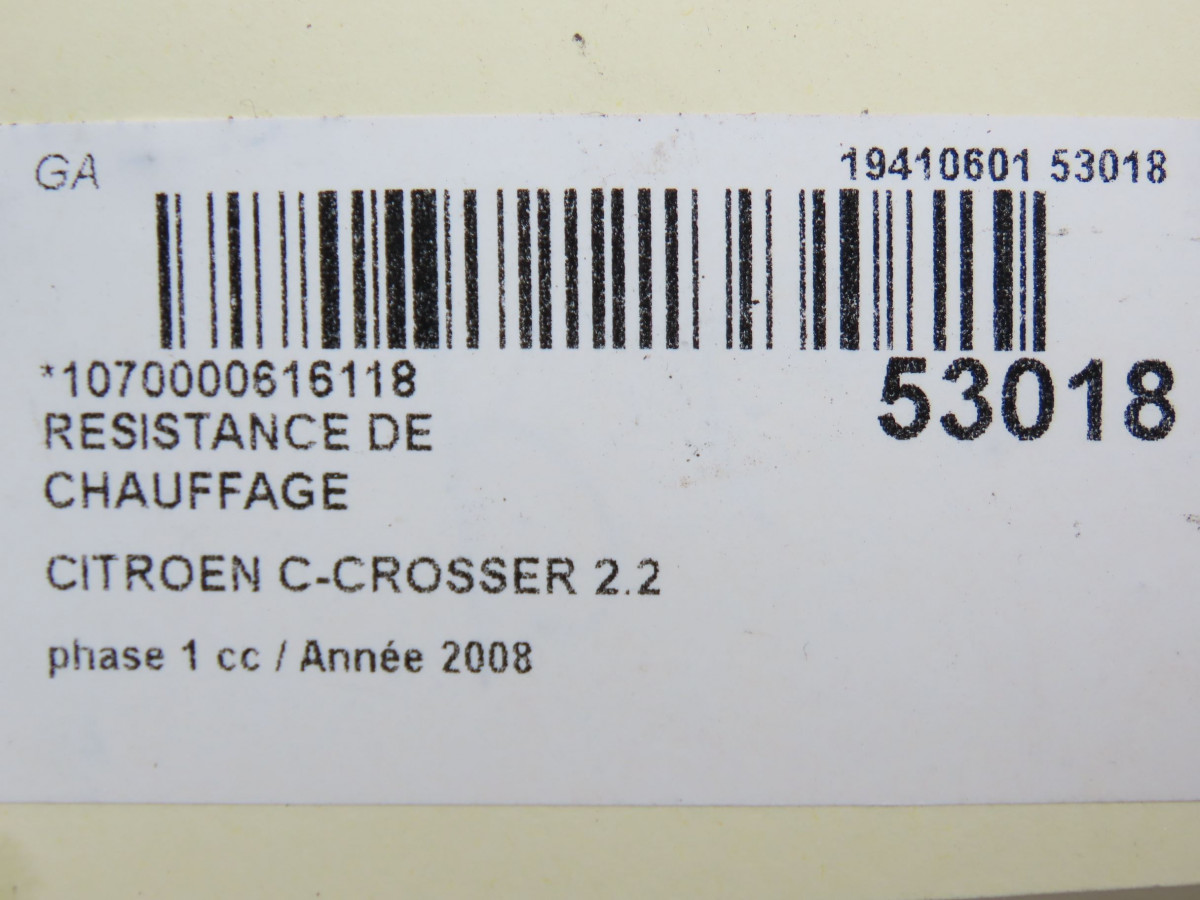 GA
19410601 53018
*1070000616118
53018
RESISTANCE DE
CHAUFFAGE
CITROEN C-CROSSER 2.2
phase 1 cc / Année 2008